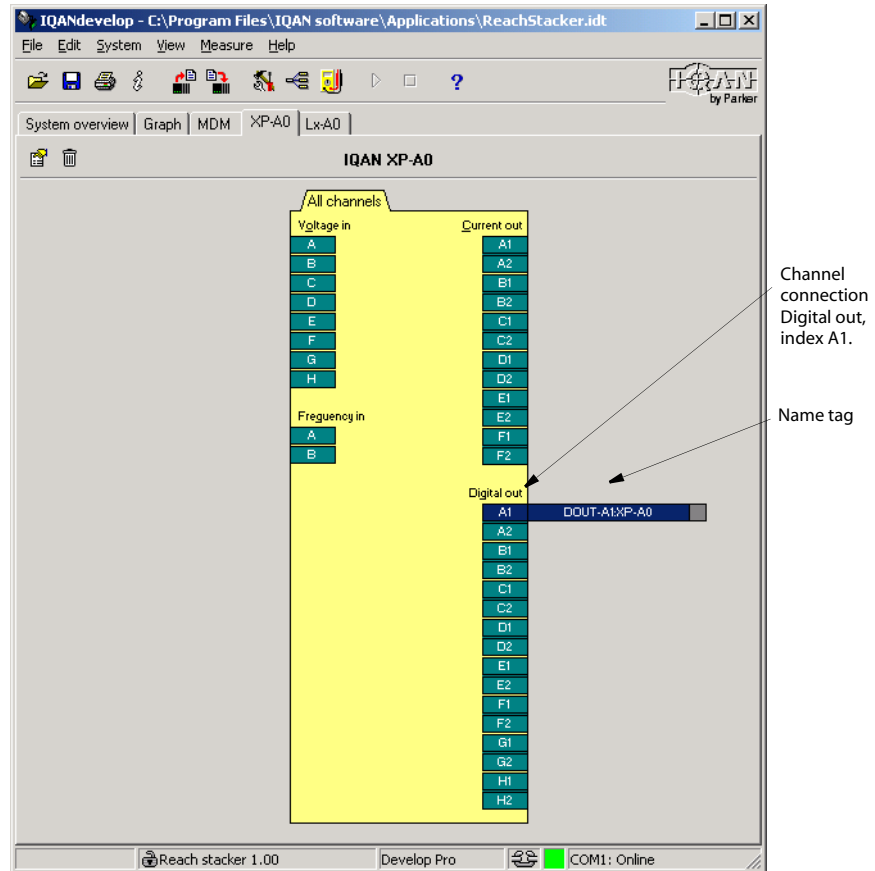 IQANdevelop - C:\Program Files\IQAN software\Applications\ReachStacker.idt
File Edit System View Measure Help
IQAN
by Parker
System overview Graph MDM XP-A0 Lx-A0
IQAN XP-A0
All channels
Voltage in Current out
A A1
B A2
C B1
D B2
E C1
F C2
G D1
H D2
E1
Frequency in E2
A F1
B F2
Digital out
A1 DOUT-A1:XP-A0
A2
B1
B2
C1
C2
D1
D2
E1
E2
F1
F2
G1
G2
H1
H2
Channel
connection
Digital out,
index A1.
Name tag
Reach stacker 1.00 Develop Pro COM1: Online